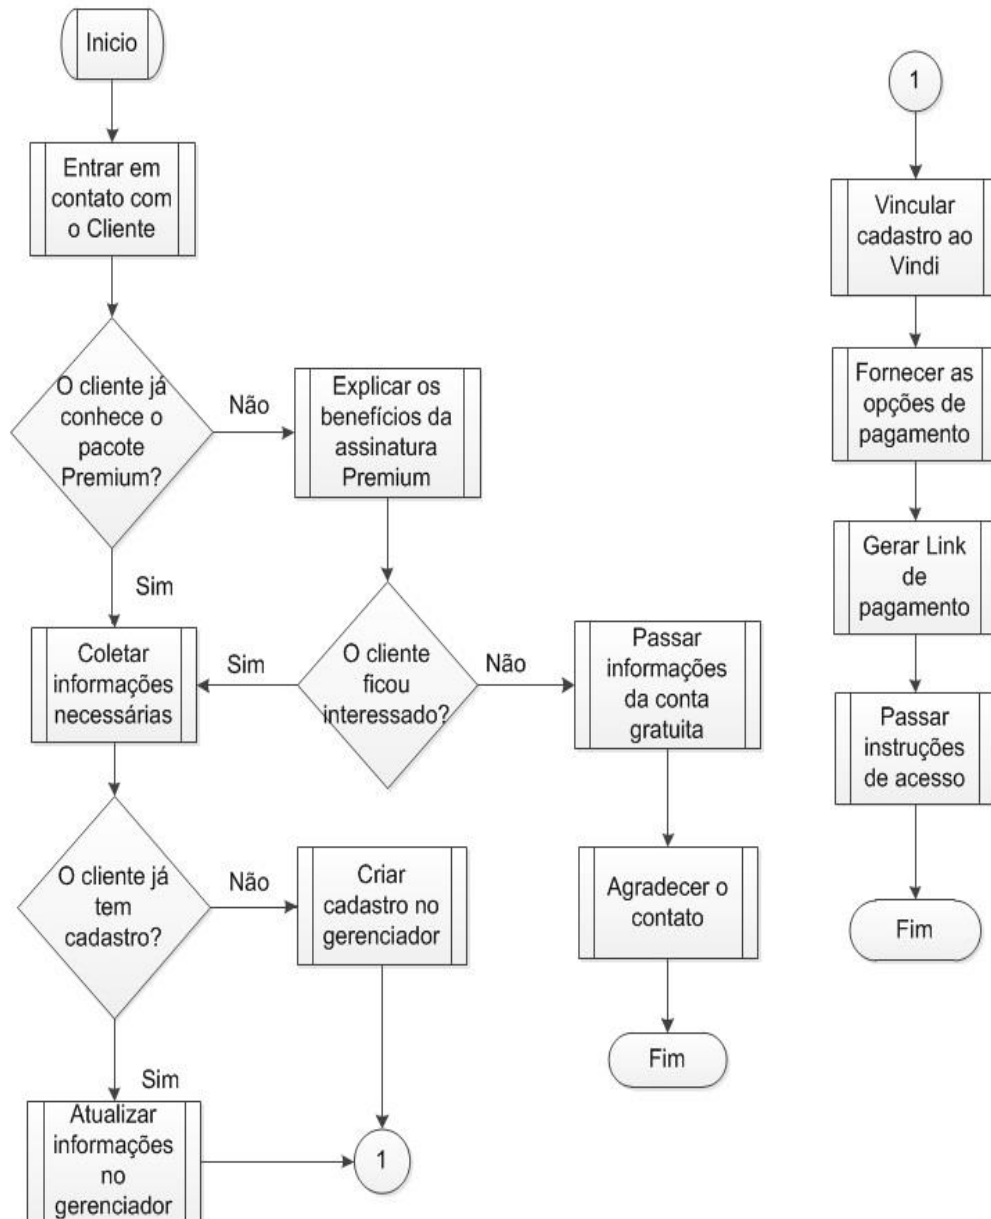 Inicio
Entrar em
contato com
o Cliente
O cliente já
conhece o
pacote
Premium?
Não
Explicar os
benefícios da
assinatura
Premium
Sim
Coletar
informações
necessárias
Sim
O cliente
ficou
interessado?
Não
Passar
informações
da conta
gratuita
Agradecer o
contato
Fim
O cliente já
tem
cadastro?
Não
Criar
cadastro no
gerenciador
Sim
Atualizar
informações
no
gerenciador
1
1
Vincular
cadastro ao
Vindi
Fornecer as
opções de
pagamento
Gerar Link
de
pagamento
Passar
instruções
de acesso
Fim